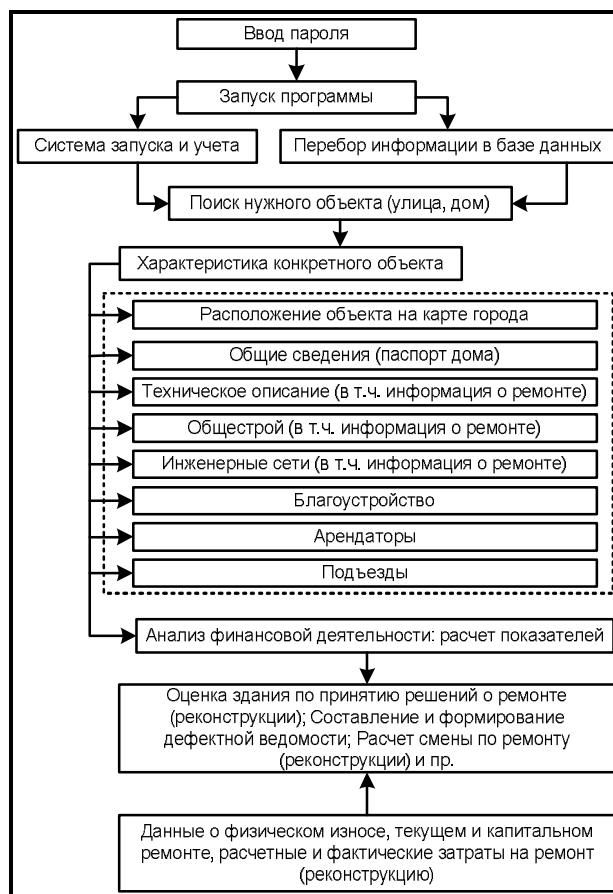 Ввод пароля
Запуск программы
Система запуска и учета
Перебор информации в базе данных
Поиск нужного объекта (улица, дом)
Характеристика конкретного объекта
Расположение объекта на карте города
Общие сведения (паспорт дома)
Техническое описание (в т.ч. информация о ремонте)
Общестрой (в т.ч. информация о ремонте)
Инженерные сети (в т.ч. информация о ремонте)
Благоустройство
Арендаторы
Подъезды
Анализ финансовой деятельности: расчет показателей
Оценка здания по принятию решений о ремонте
(реконструкции); Составление и формирование
дефектной ведомости; Расчет смены по ремонту
(реконструкции) и пр.
Данные о физическом износе, текущем и капитальном
ремонте, расчетные и фактические затраты на ремонт
(реконструкцию)